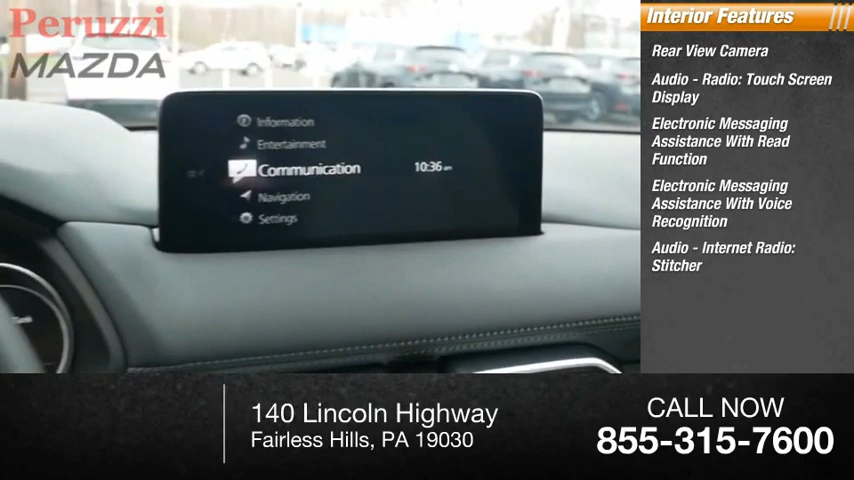 Peruzzi
MAZDA
Information
Entertainment
Communication
10:36 am
Navigation
Settings
Interior Features
Rear View Camera
Audio - Radio: Touch Screen
Display
Electronic Messaging
Assistance With Read
Function
Electronic Messaging
Assistance With Voice
Recognition
Audio - Internet Radio:
Stitcher
140 Lincoln Highway
Fairless Hills, PA 19030
CALL NOW
855-315-7600